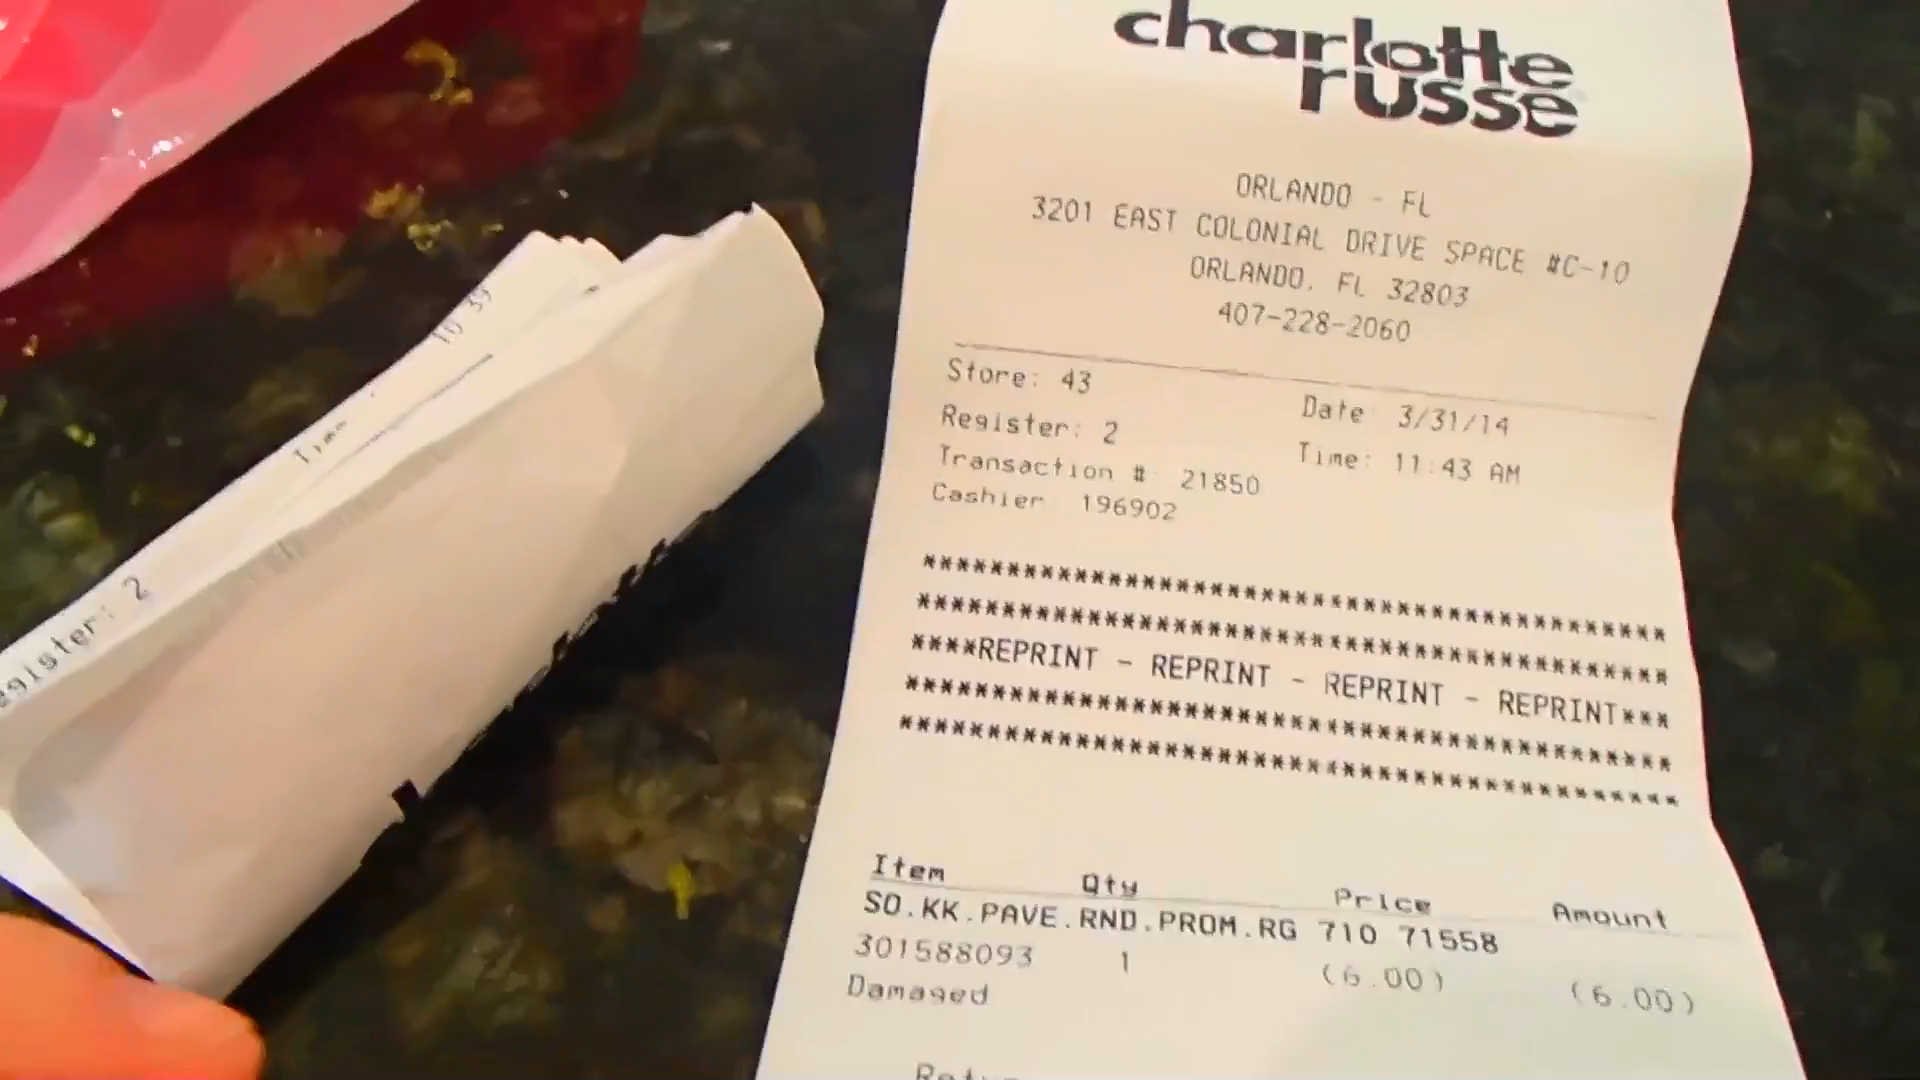 charlotte
russe
ORLANDO - FL
3201 EAST COLONIAL DRIVE SPACE #C-10
ORLANDO, FL 32803
407-228-2060
Store: 43
Date: 3/31/14
Register: 2
Time: 11:43 AM
Transaction #: 21850
Cashier: 196902
********************************************
********************************************
****REPRINT - REPRINT - REPRINT - REPRINT***
********************************************
********************************************
Item Qty Price Amount
SO.KK.PAVE.RND.PROM.RG 710 71558
301588093 1 (6.00) (6.00)
Damaged
egister: 2
Time